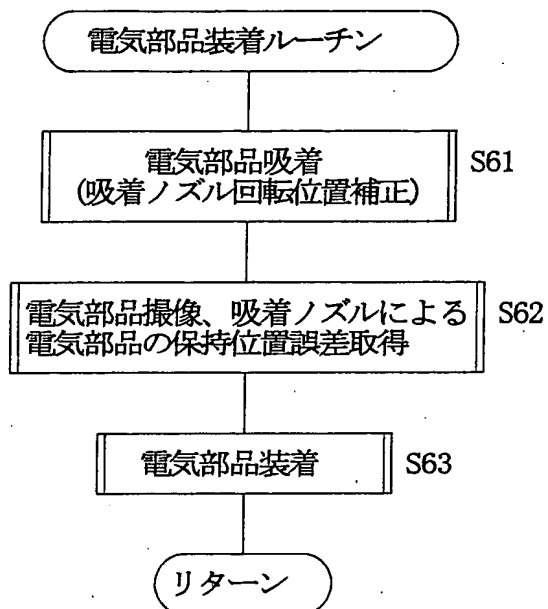 電気部品装着ルーチン
電気部品吸着
(吸着ノズル回転位置補正)
S61
電気部品撮像、吸着ノズルによる
電気部品の保持位置誤差取得
S62
電気部品装着
S63
リターン